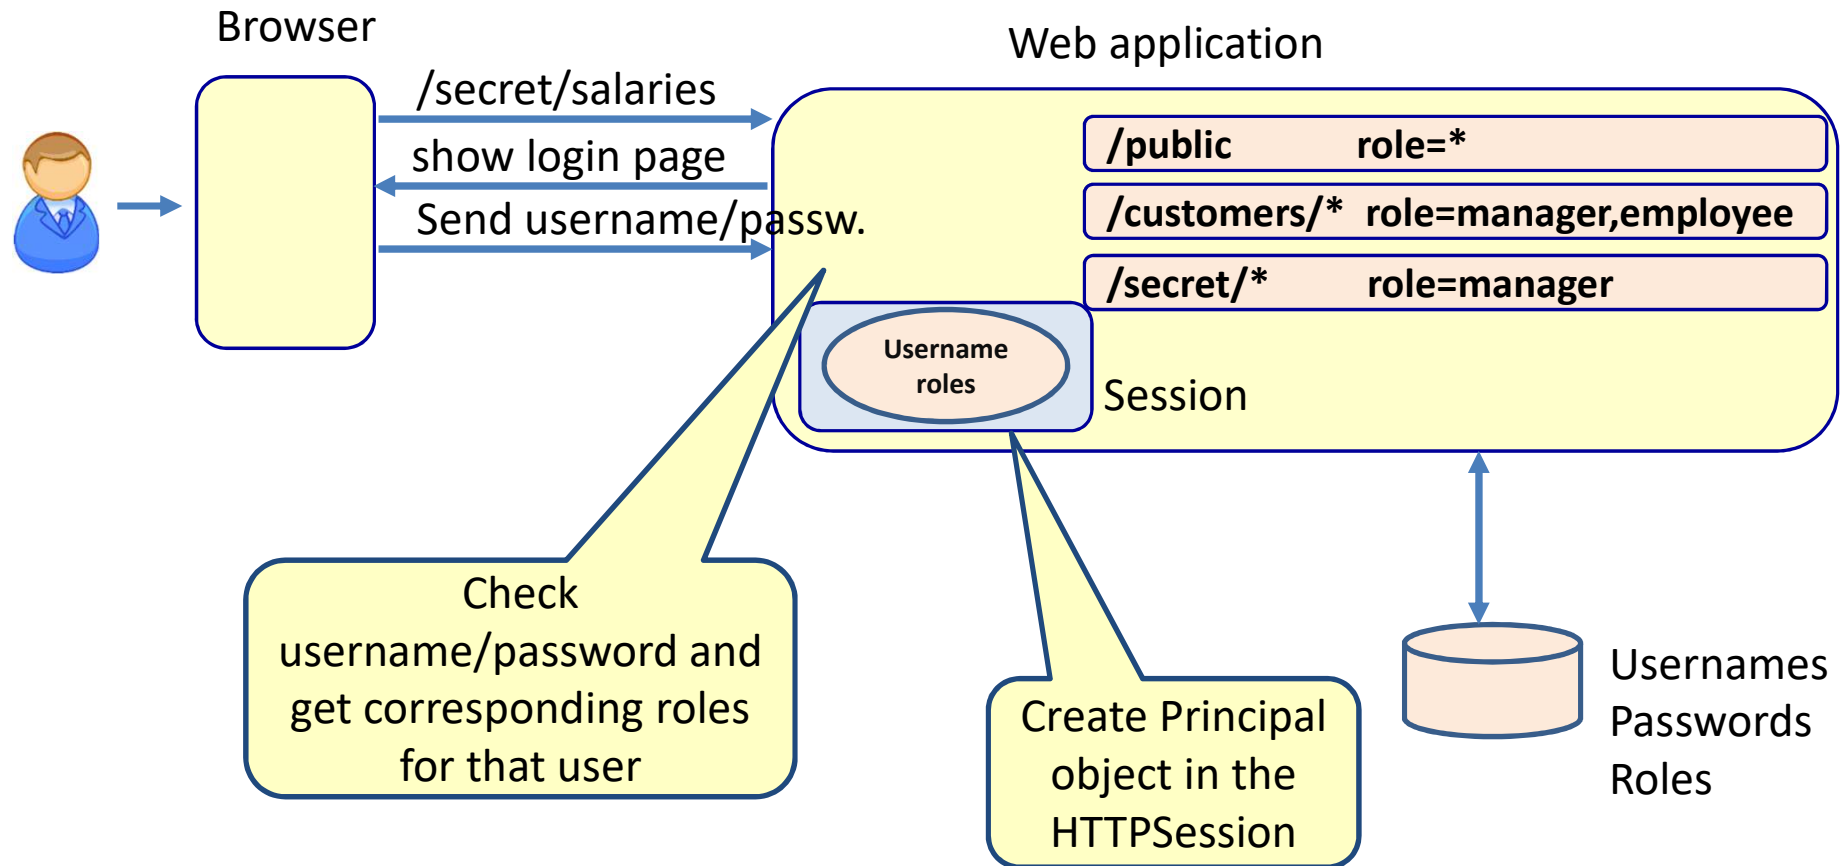 Browser
Web application
/secret/salaries
show login page
Send username/passw.
/public role=*
/customers/* role=manager,employee
/secret/* role=manager
Username
roles
Session
Check
username/password and
get corresponding roles
for that user
Create Principal
object in the
HTTPSession
Usernames
Passwords
Roles